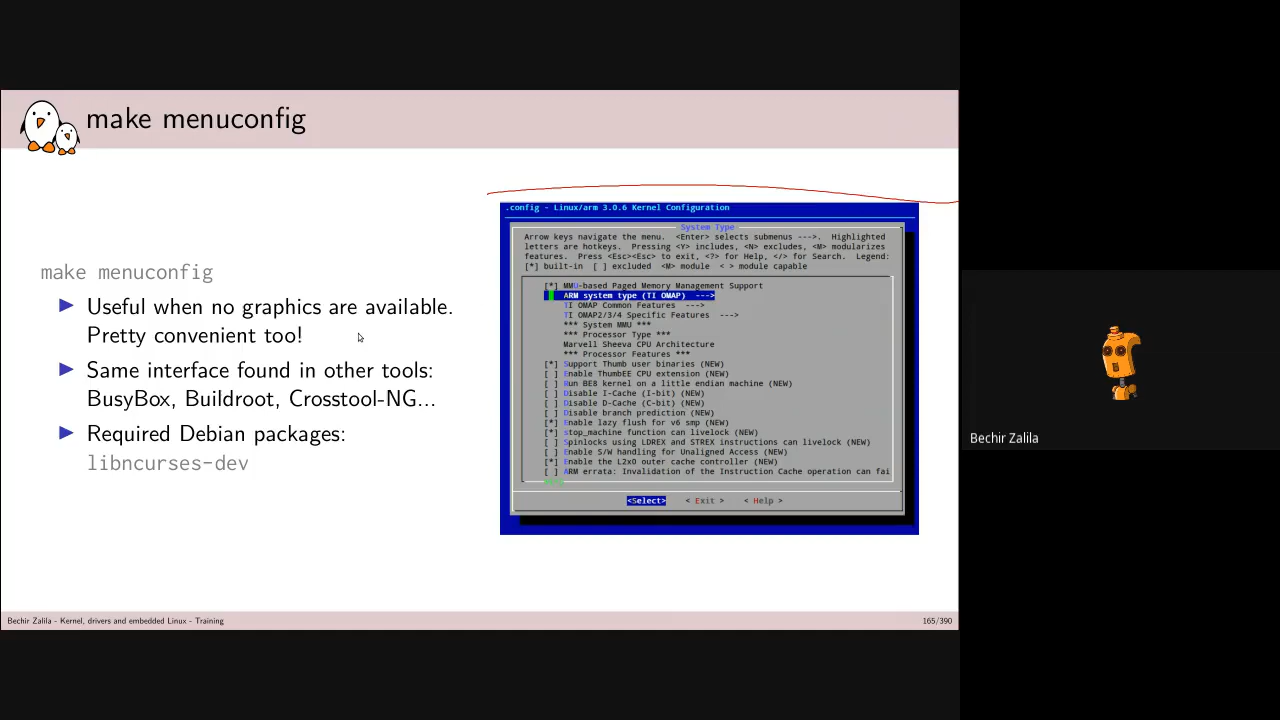 make menuconfig
make menuconfig
Useful when no graphics are available.
Pretty convenient too!
Same interface found in other tools:
BusyBox, Buildroot, Crosstool-NG...
Required Debian packages:
libncurses-dev
.config - Linux/arm 3.0.6 Kernel Configuration
System Type
Arrow keys navigate the menu. <Enter> selects submenus --->. Highlighted
letters are hotkeys. Pressing <Y> includes, <N> excludes, <M> modularizes
features. Press <Esc><Esc> to exit, <?> for Help, </> for Search. Legend:
[*] built-in [ ] excluded <M> module < > module capable
[*] MMU-based Paged Memory Management Support
ARM system type (TI OMAP) --->
TI OMAP Common Features --->
TI OMAP2/3/4 Specific Features --->
*** System MMU ***
*** Processor Type ***
Marvell Sheeva CPU Architecture
*** Processor Features ***
[*] Support Thumb user binaries (NEW)
[ ] Enable ThumbEE CPU extension (NEW)
[ ] Run BE8 kernel on a little endian machine (NEW)
[ ] Disable I-Cache (I-bit) (NEW)
[ ] Disable D-Cache (C-bit) (NEW)
[ ] Disable branch prediction (NEW)
[*] Enable lazy flush for v6 smp (NEW)
[*] stop_machine function can livelock (NEW)
[ ] Spinlocks using LDREX and STREX instructions can livelock (NEW)
[ ] Enable S/W handling for Unaligned Access (NEW)
[*] Enable the L2x0 outer cache controller (NEW)
[ ] ARM errata: Invalidation of the Instruction Cache operation can fai
<Select> < Exit > < Help >
Bechir Zalila - Kernel, drivers and embedded Linux - Training
165/390
Bechir Zalila